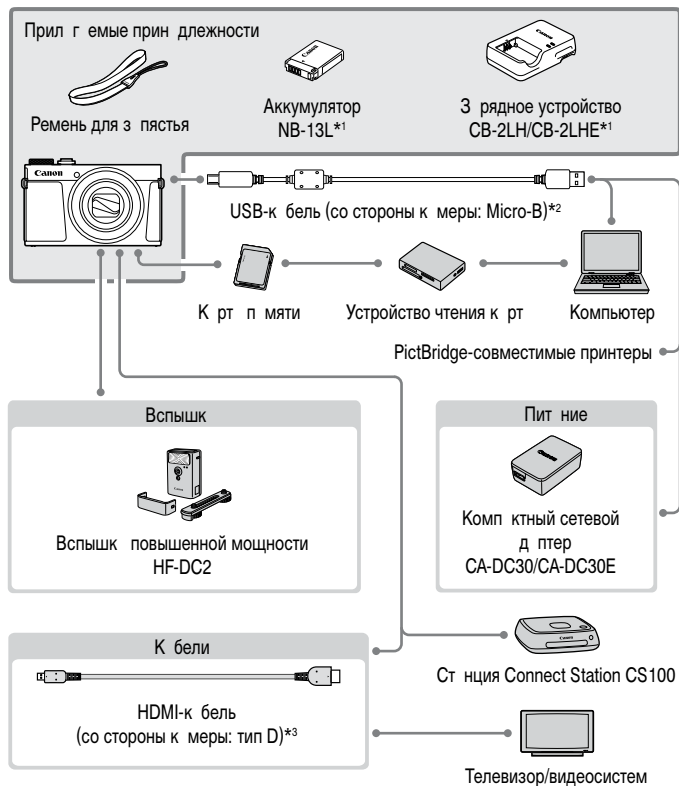 Прил г емые прин длежности
Ремень для з пястья
Аккумулятор
NB-13L*1
З рядное устройство
CB-2LH/CB-2LHE*1
Canon
USB-к бель (со стороны к меры: Micro-B)*2
К рт п мяти
Устройство чтения к рт
Компьютер
PictBridge-совместимые принтеры
Вспышк
Вспышк повышенной мощности
HF-DC2
Пит ние
Комп ктный сетевой
д птер
CA-DC30/CA-DC30E
К бели
HDMI-к бель
(со стороны к меры: тип D)*3
Ст нция Connect Station CS100
Телевизор/видеосистем